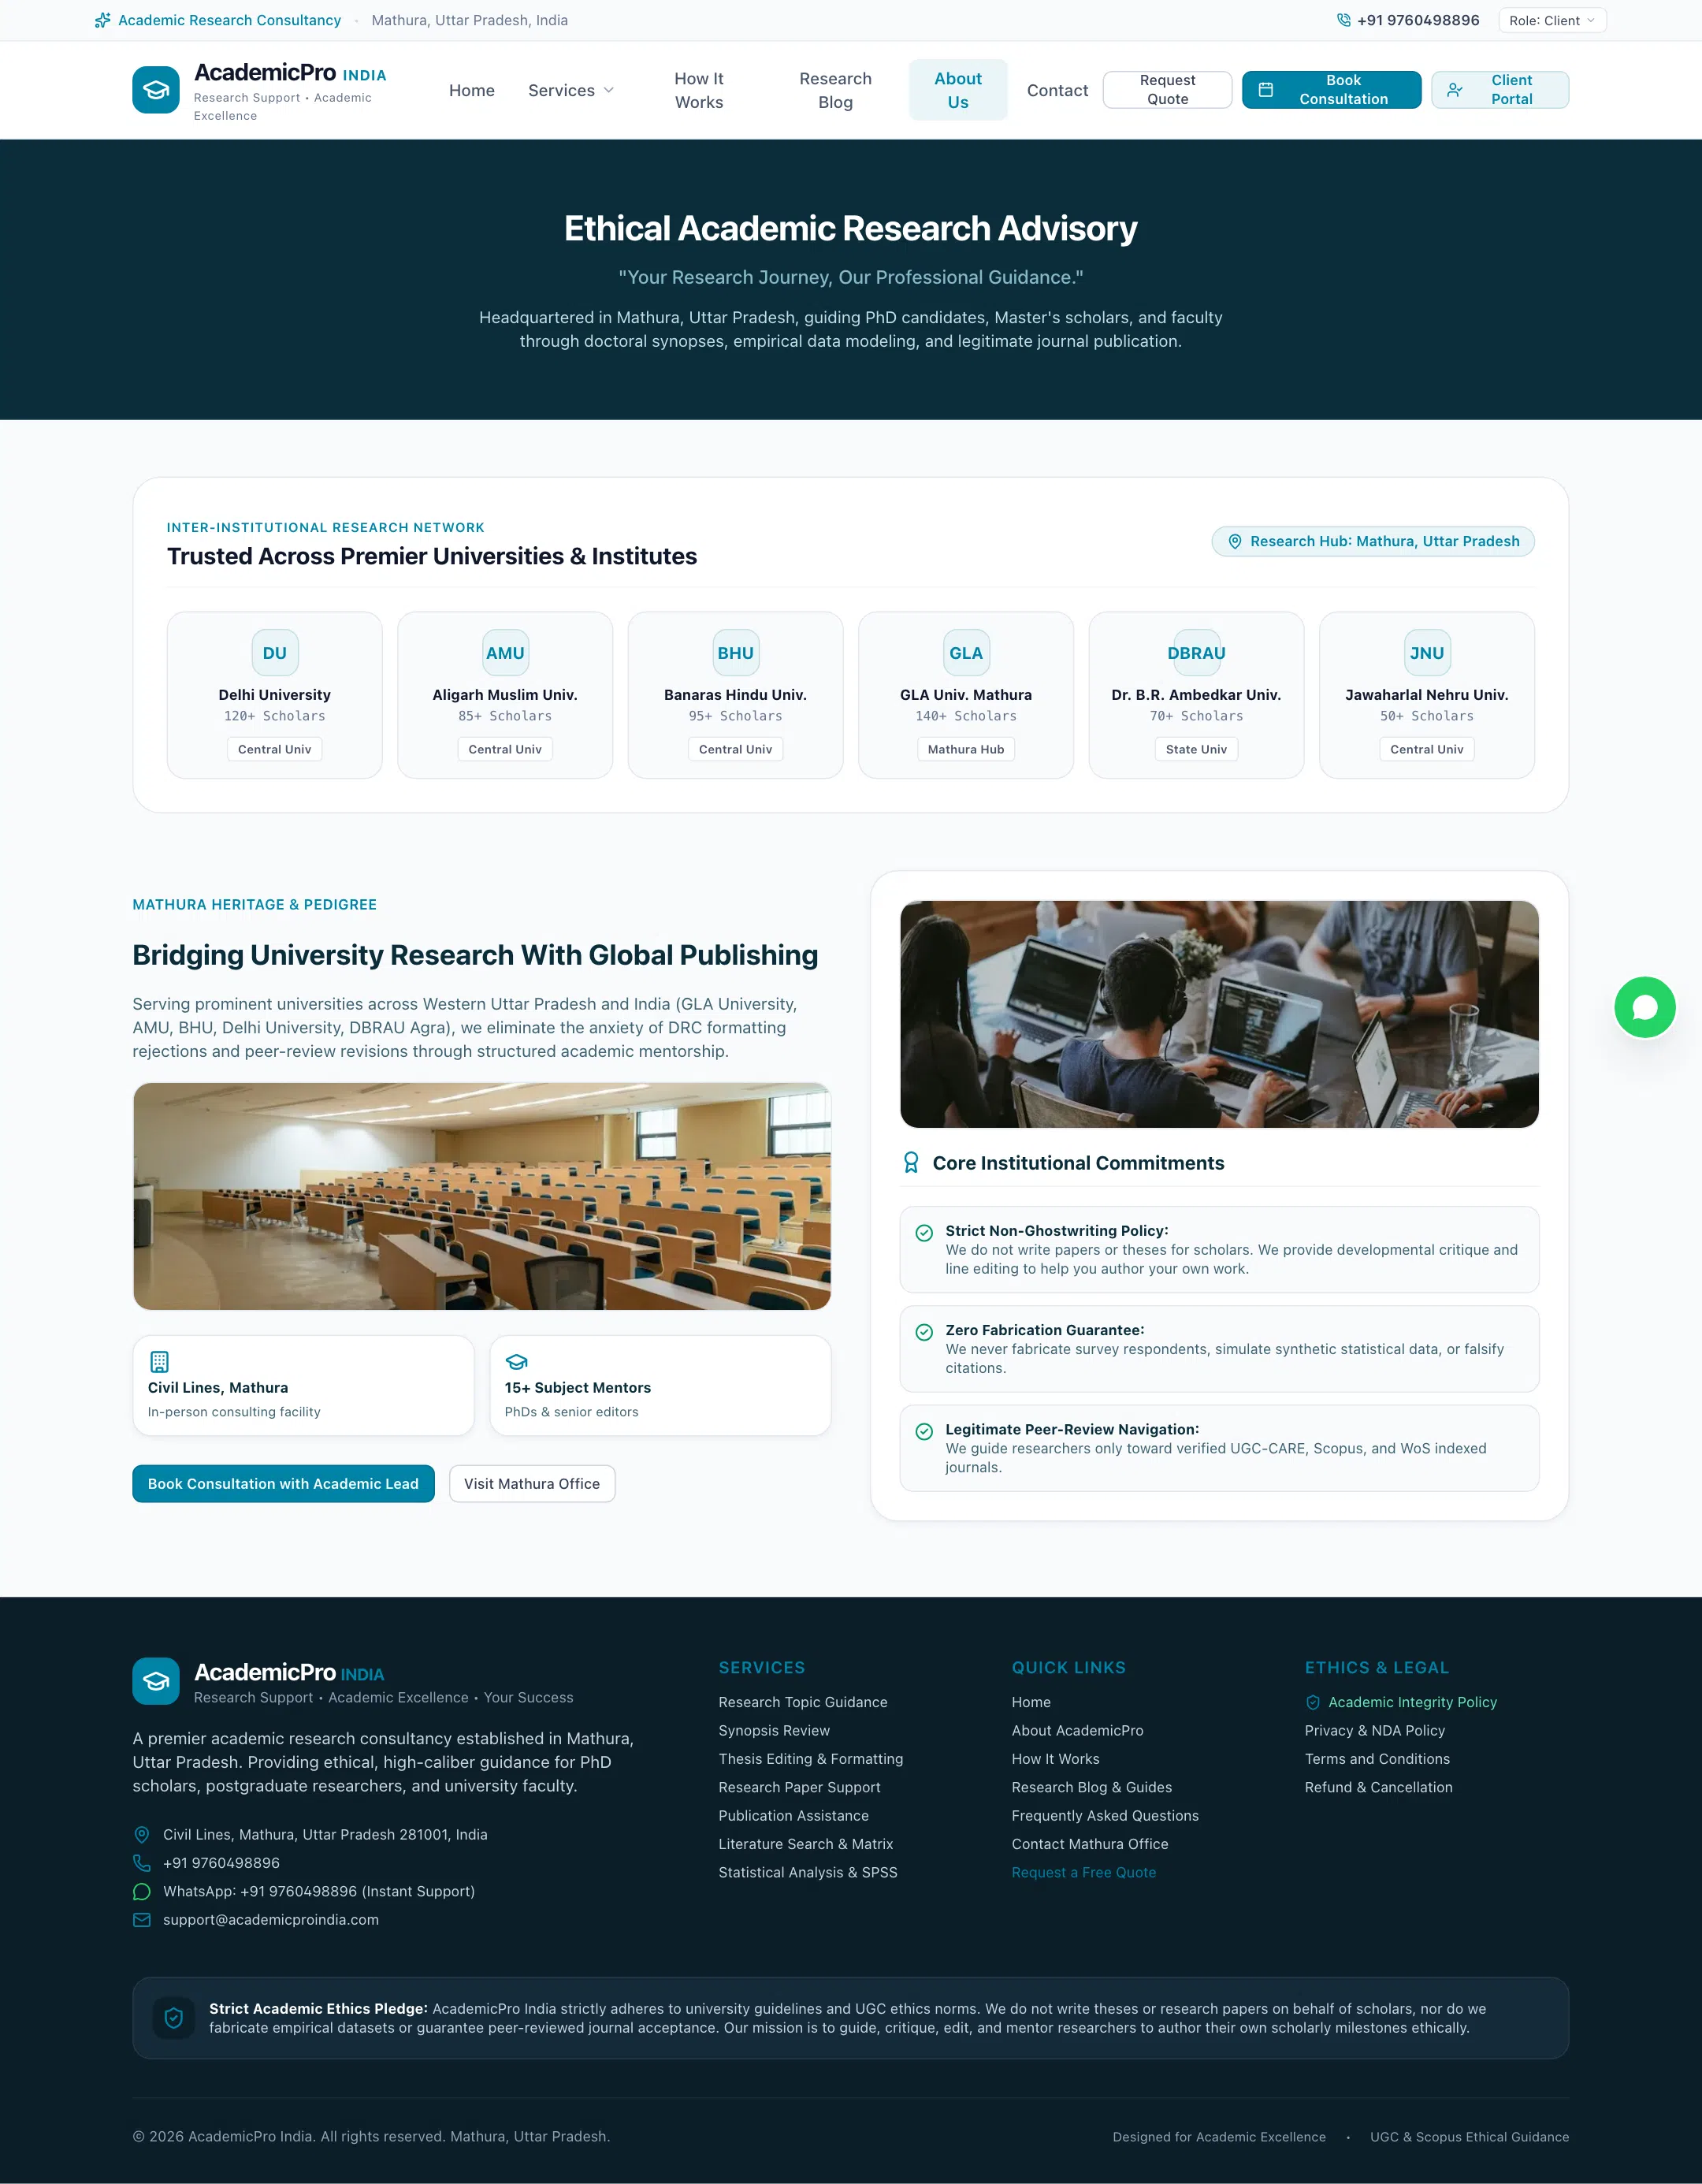 Academic Research Consultancy • Mathura, Uttar Pradesh, India
+91 9760498896
Role: Client
AcademicPro INDIA
Research Support • Academic
Excellence
Home
Services
How It
Works
Research
Blog
About
Us
Contact
Request
Quote
Book
Consultation
Client
Portal
Ethical Academic Research Advisory
"Your Research Journey, Our Professional Guidance."
Headquartered in Mathura, Uttar Pradesh, guiding PhD candidates, Master's scholars, and faculty
through doctoral synopses, empirical data modeling, and legitimate journal publication.
INTER-INSTITUTIONAL RESEARCH NETWORK
Trusted Across Premier Universities & Institutes
Research Hub: Mathura, Uttar Pradesh
DU
Delhi University
120+ Scholars
Central Univ
AMU
Aligarh Muslim Univ.
85+ Scholars
Central Univ
BHU
Banaras Hindu Univ.
95+ Scholars
Central Univ
GLA
GLA Univ. Mathura
140+ Scholars
Mathura Hub
DBRAU
Dr. B.R. Ambedkar Univ.
70+ Scholars
State Univ
JNU
Jawaharlal Nehru Univ.
50+ Scholars
Central Univ
MATHURA HERITAGE & PEDIGREE
Bridging University Research With Global Publishing
Serving prominent universities across Western Uttar Pradesh and India (GLA University,
AMU, BHU, Delhi University, DBRAU Agra), we eliminate the anxiety of DRC formatting
rejections and peer-review revisions through structured academic mentorship.
Civil Lines, Mathura
In-person consulting facility
15+ Subject Mentors
PhDs & senior editors
Book Consultation with Academic Lead
Visit Mathura Office
Core Institutional Commitments
Strict Non-Ghostwriting Policy:
We do not write papers or theses for scholars. We provide developmental critique and
line editing to help you author your own work.
Zero Fabrication Guarantee:
We never fabricate survey respondents, simulate synthetic statistical data, or falsify
citations.
Legitimate Peer-Review Navigation:
We guide researchers only toward verified UGC-CARE, Scopus, and WoS indexed
journals.
AcademicPro INDIA
Research Support • Academic Excellence • Your Success
A premier academic research consultancy established in Mathura,
Uttar Pradesh. Providing ethical, high-caliber guidance for PhD
scholars, postgraduate researchers, and university faculty.
Civil Lines, Mathura, Uttar Pradesh 281001, India
+91 9760498896
WhatsApp: +91 9760498896 (Instant Support)
support@academicproindia.com
SERVICES
Research Topic Guidance
Synopsis Review
Thesis Editing & Formatting
Research Paper Support
Publication Assistance
Literature Search & Matrix
Statistical Analysis & SPSS
QUICK LINKS
Home
About AcademicPro
How It Works
Research Blog & Guides
Frequently Asked Questions
Contact Mathura Office
Request a Free Quote
ETHICS & LEGAL
Academic Integrity Policy
Privacy & NDA Policy
Terms and Conditions
Refund & Cancellation
Strict Academic Ethics Pledge: AcademicPro India strictly adheres to university guidelines and UGC ethics norms. We do not write theses or research papers on behalf of scholars, nor do we
fabricate empirical datasets or guarantee peer-reviewed journal acceptance. Our mission is to guide, critique, edit, and mentor researchers to author their own scholarly milestones ethically.
© 2026 AcademicPro India. All rights reserved. Mathura, Uttar Pradesh.
Designed for Academic Excellence • UGC & Scopus Ethical Guidance